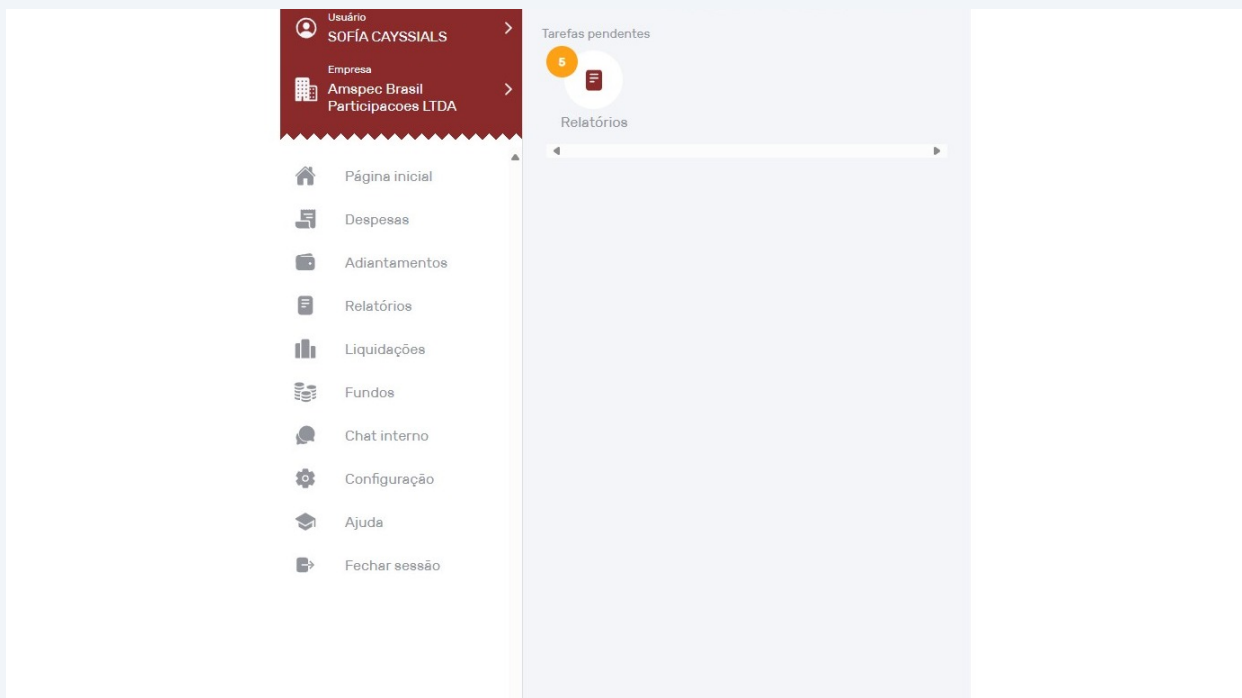 Usuário
SOFÍA CAYSSIALS
Empresa
Amspec Brasil
Participacoes LTDA
Página inicial
Despesas
Adiantamentos
Relatórios
Liquidações
Fundos
Chat interno
Configuração
Ajuda
Fechar sessão
Tarefas pendentes
5
Relatórios